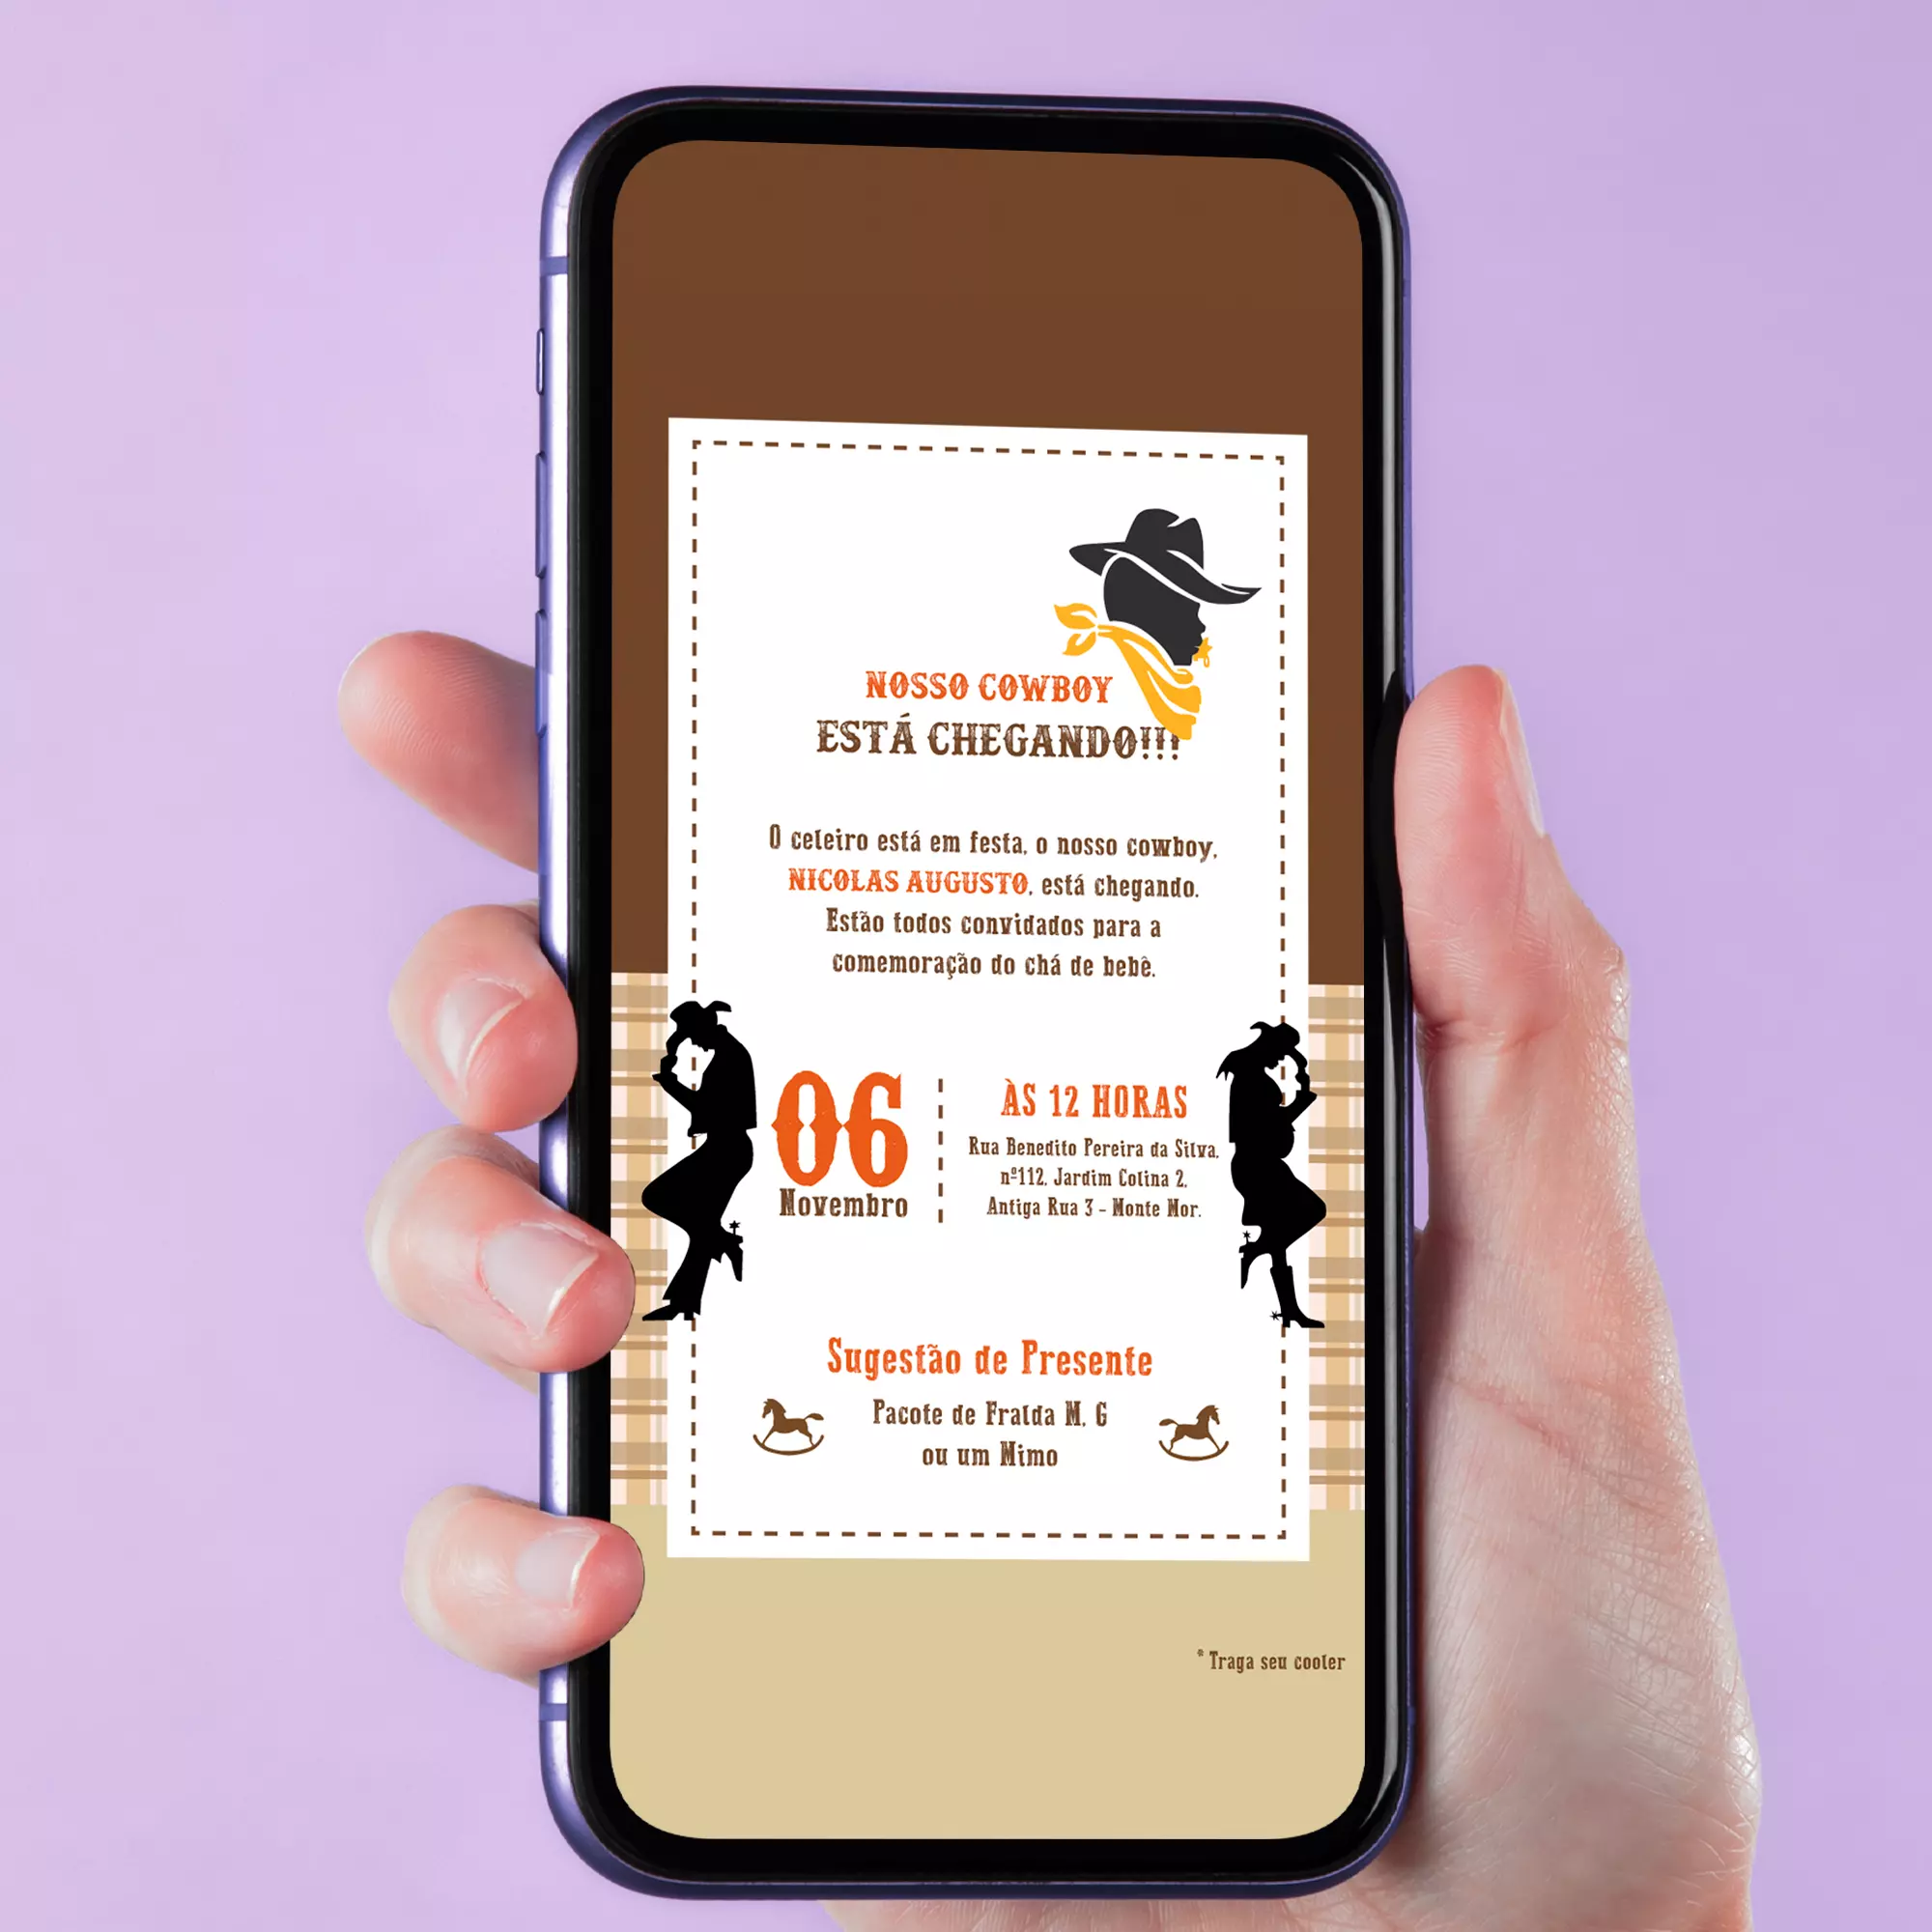 NOSSO COWBOY
ESTÁ CHEGANDO!!!
O celeiro está em festa, o nosso cowboy,
NICOLAS AUGUSTO, está chegando.
Estão todos convidados para a
comemoração do chá de bebê.
06
Novembro
ÀS 12 HORAS
Rua Benedito Pereira da Silva,
nº112, Jardim Colina 2,
Antiga Rua 3 - Monte Mor.
Sugestão de Presente
Pacote de Fralda M, G
ou um Mimo
* Traga seu cooler